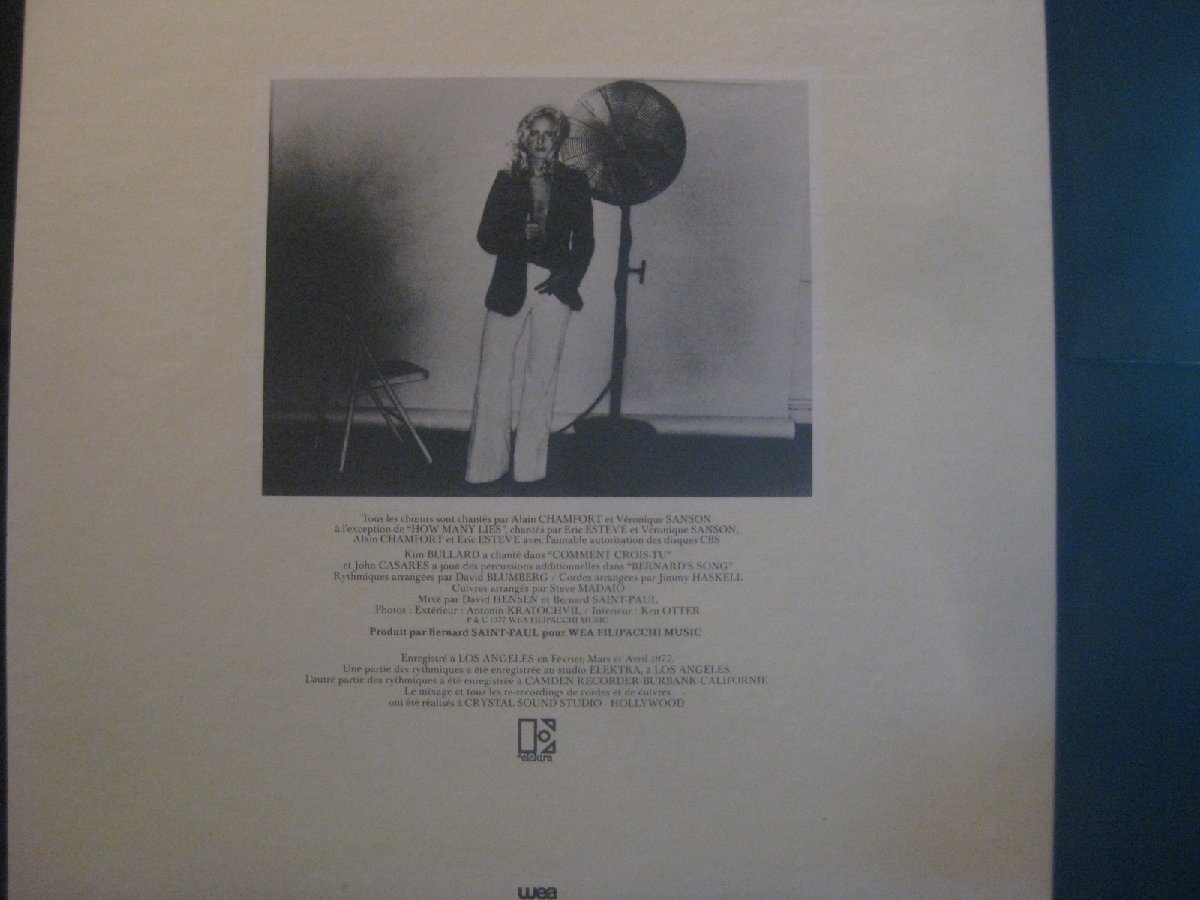 Tous les chœurs sont chantés par Alain CHAMFORT et Véronique SANSON
à l'exception de "HOW MANY LIES", chantés par Eric ESTEVE et Véronique SANSON,
Alain CHAMFORT et Eric ESTEVE avec l'aimable autorisation des disques CBS
Kim BULLARD a chanté dans "COMMENT CROIS-TU"
et John CASARES a joué des percussions additionnelles dans "BERNARD'S SONG"
Rythmiques arrangées par David BLUMBERG / Cordes arrangées par Jimmy HASKELL
Cuivres arrangés par Steve MADAIO
Mixé par David HENSEN et Bernard SAINT-PAUL
Photos : Extérieur : Antonin KRATOCHVIL / Interieur : Ken OTTER
P & C 1977 WEA FILIPACCHI MUSIC
Produit par Bernard SAINT-PAUL pour WEA FILIPACCHI MUSIC
Enregistré à LOS ANGELES en Février, Mars et Avril 1977.
Une partie des rythmiques a été enregistrée au studio ELEKTRA, à LOS ANGELES.
L'autre partie des rythmiques a été enregistrée à CAMDEN RECORDER-BURBANK-CALIFORNIE
Le mixage et tous les re-recordings de cordes et de cuivres
ont été réalisés à CRYSTAL SOUND STUDIO - HOLLYWOOD
elektra
wea